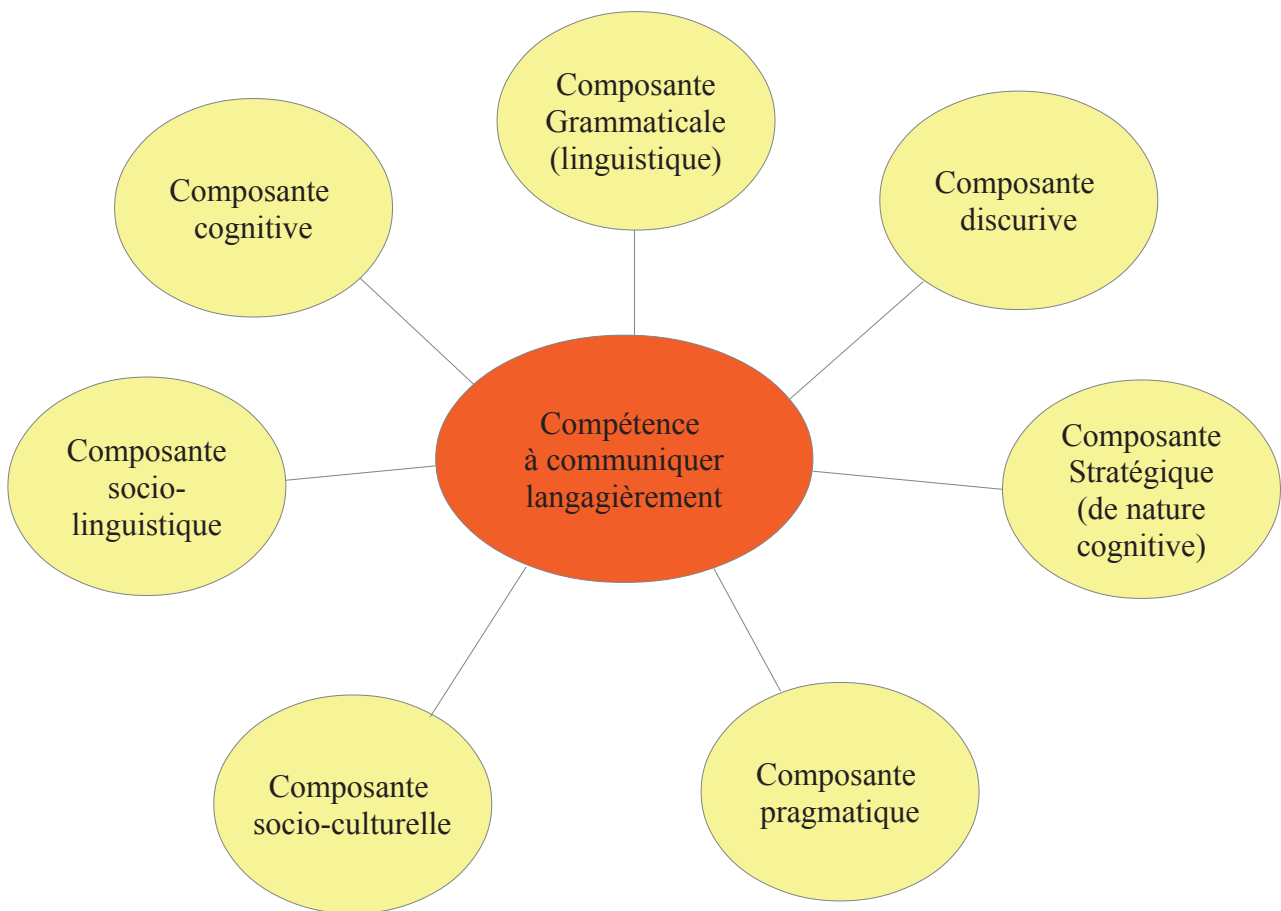 Composante
Grammaticale
(linguistique)
Composante
cognitive
Composante
discurive
Compétence
à communiquer
langagièrement
Composante
socio-
linguistique
Composante
Stratégique
(de nature
cognitive)
Composante
socio-culturelle
Composante
pragmatique